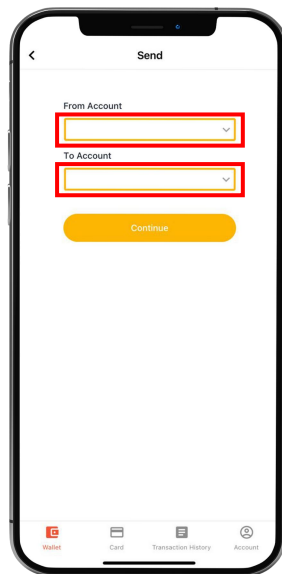 Send
From Account
To Account
Continue
Wallet Card Transaction History Account